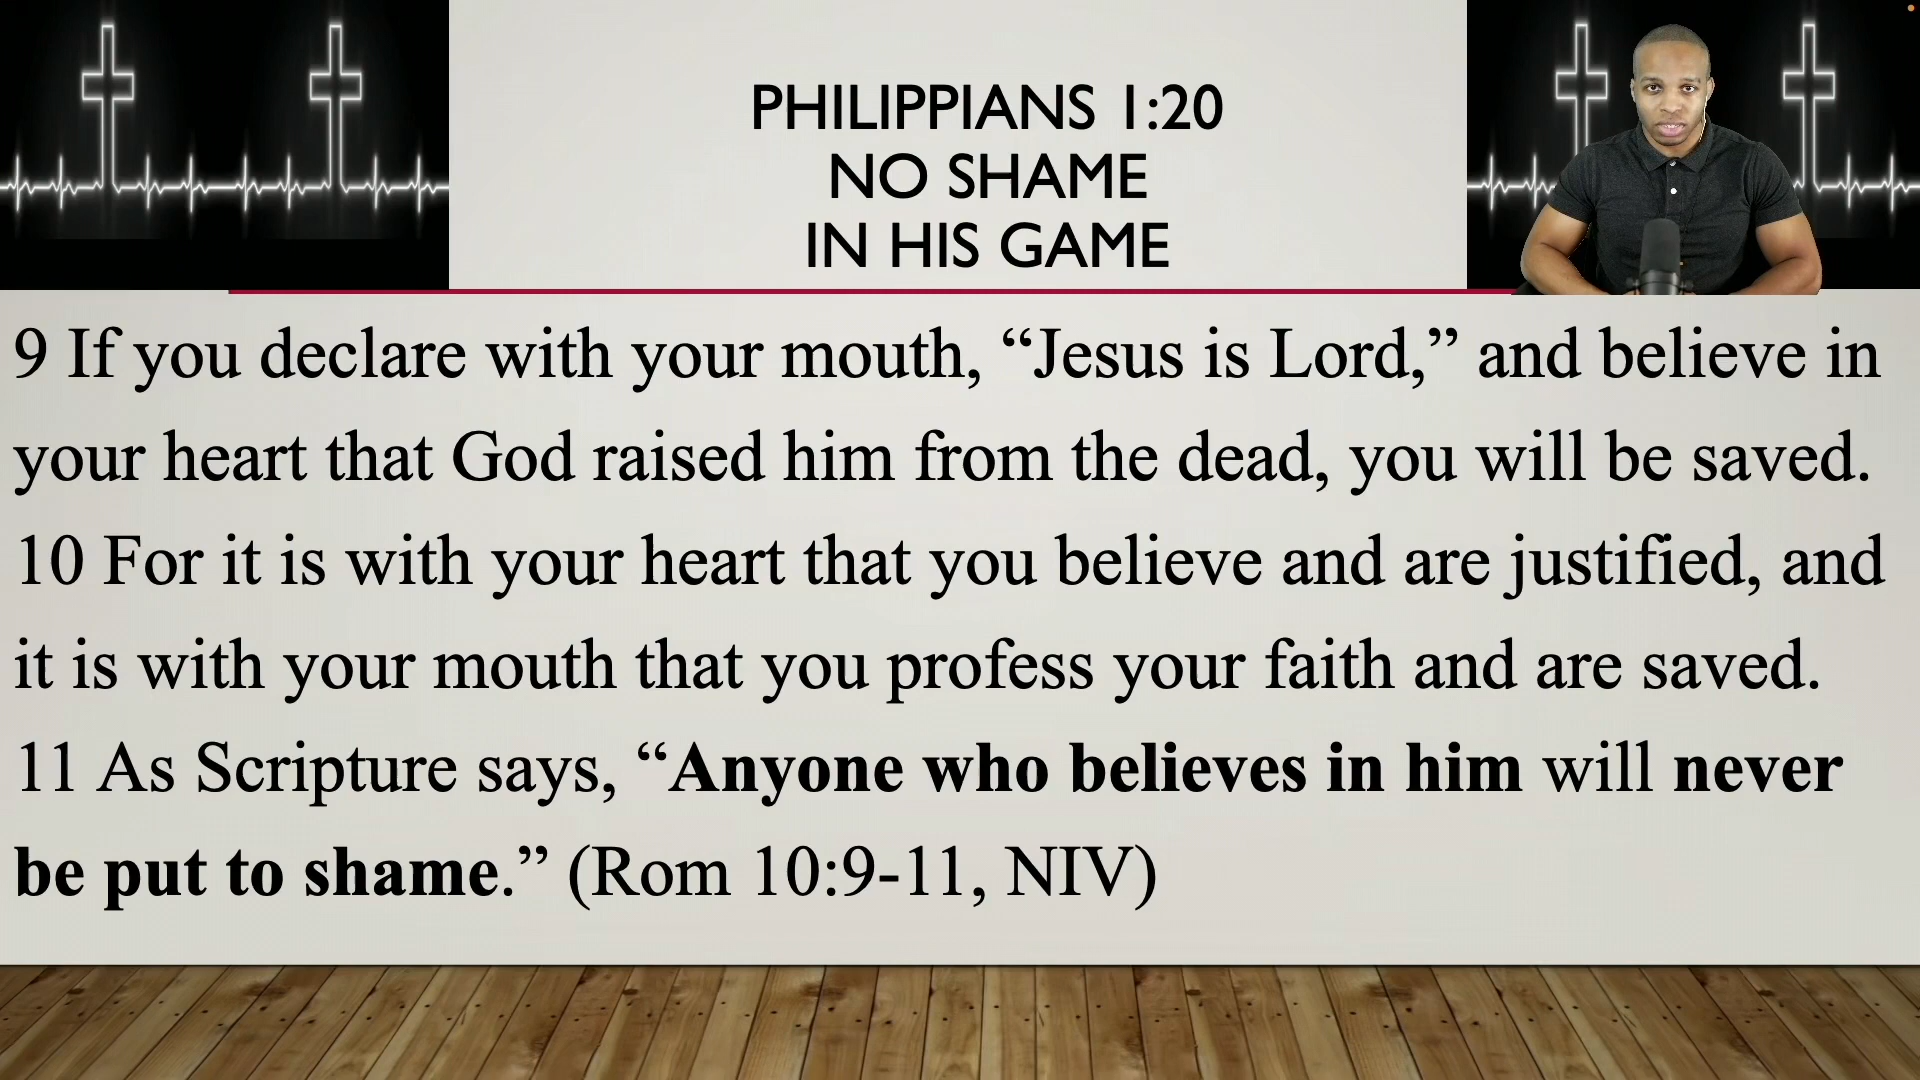 PHILIPPIANS 1:20
NO SHAME
IN HIS GAME
9 If you declare with your mouth, “Jesus is Lord,” and believe in
your heart that God raised him from the dead, you will be saved.
10 For it is with your heart that you believe and are justified, and
it is with your mouth that you profess your faith and are saved.
11 As Scripture says, “Anyone who believes in him will never
be put to shame.” (Rom 10:9-11, NIV)